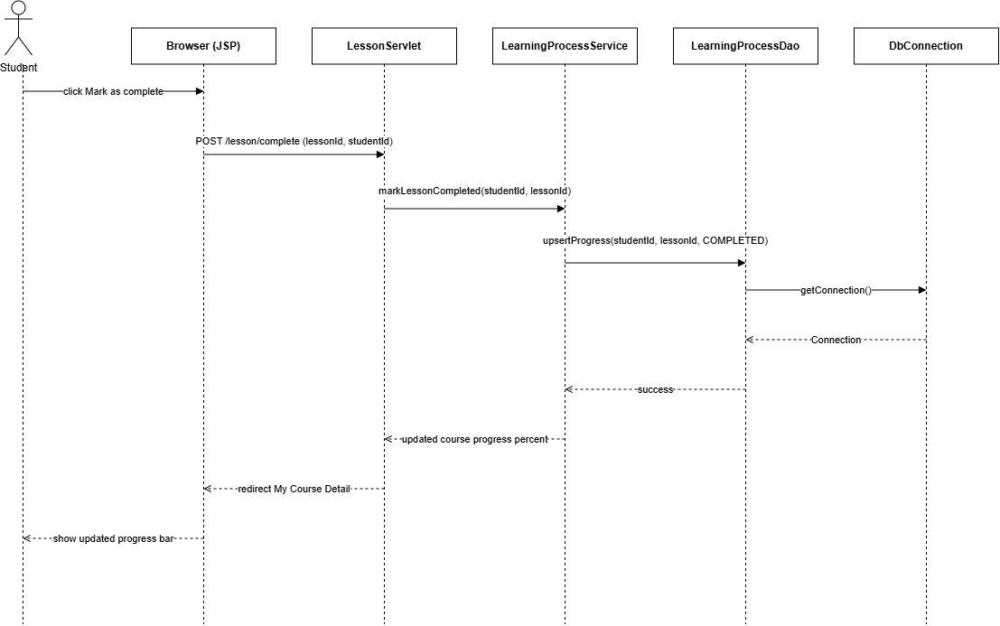 Student
Browser (JSP)
LessonServlet
LearningProcessService
LearningProcessDao
DbConnection
click Mark as complete
POST /lesson/complete (lessonId, studentId)
markLessonCompleted(studentId, lessonId)
upsertProgress(studentId, lessonId, COMPLETED)
getConnection()
Connection
success
updated course progress percent
redirect My Course Detail
show updated progress bar